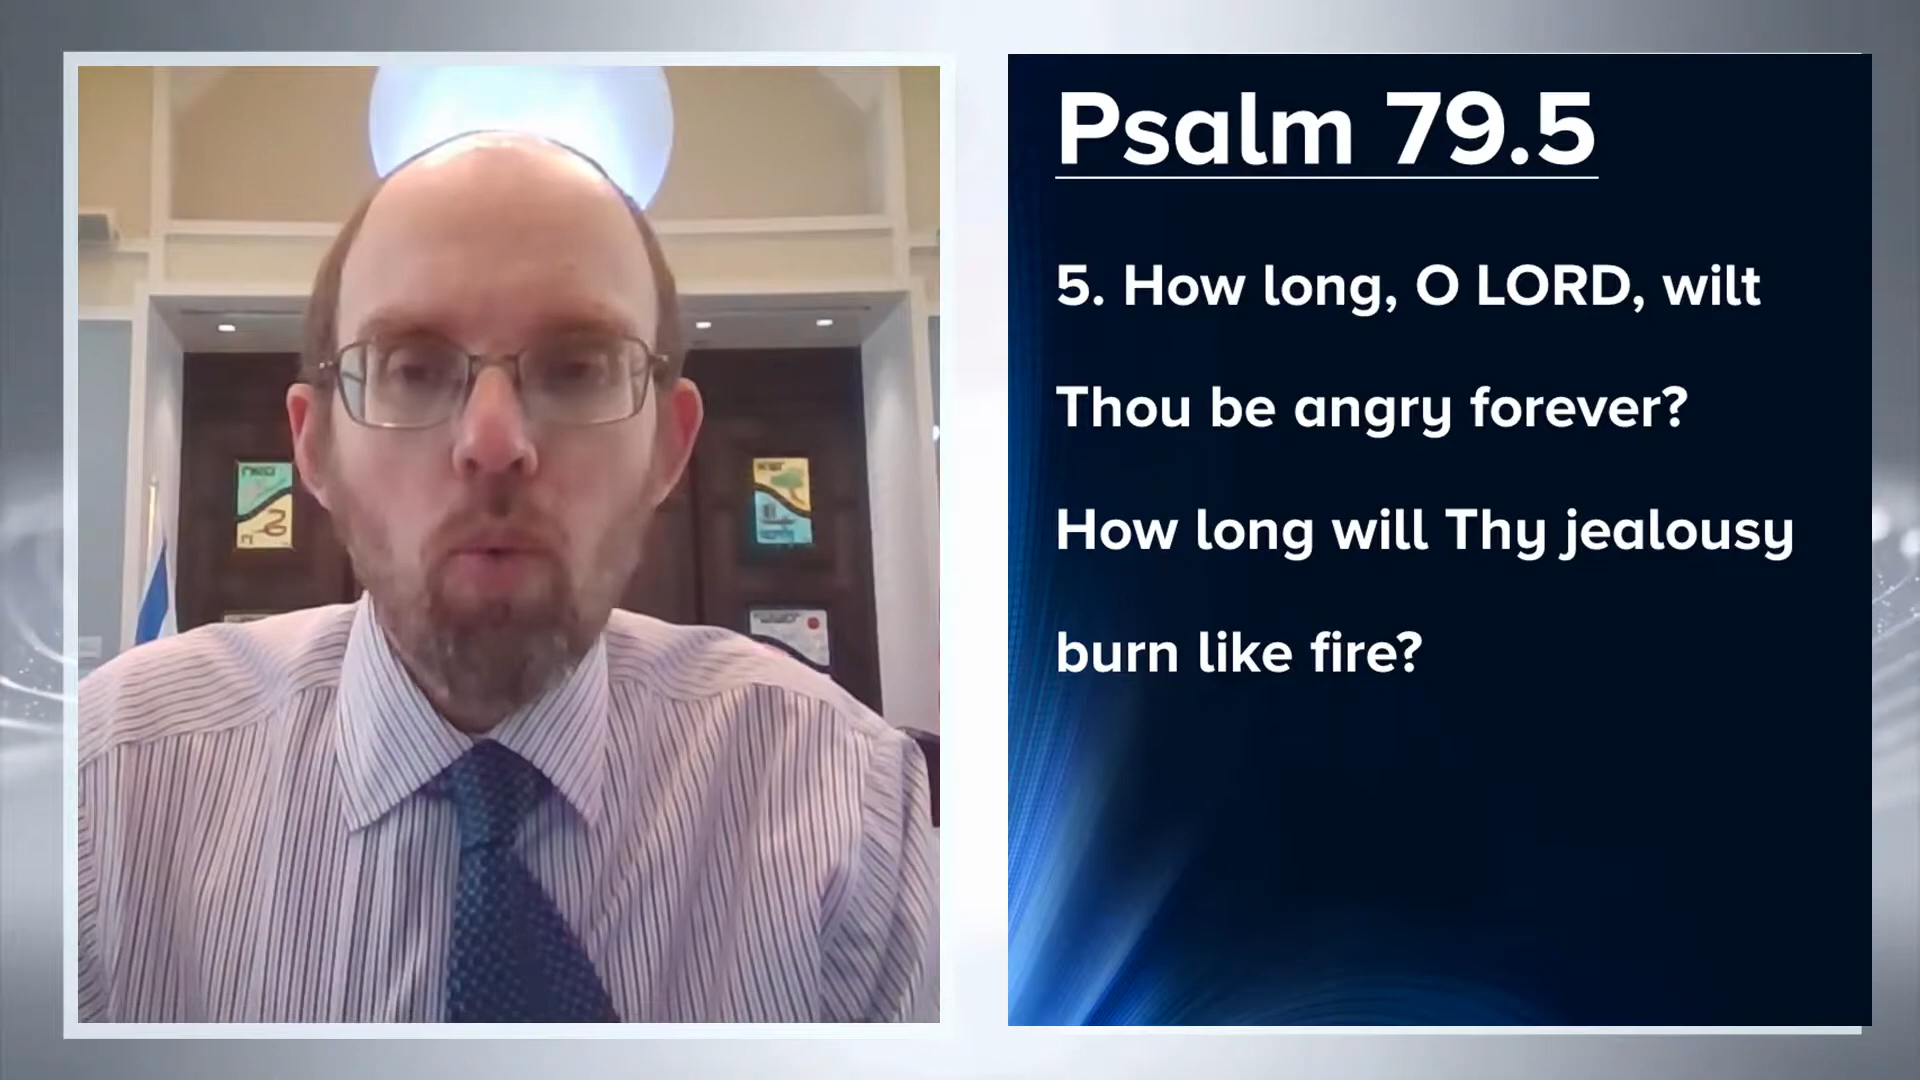 Psalm 79.5
5. How long, O LORD, wilt
Thou be angry forever?
How long will Thy jealousy
burn like fire?